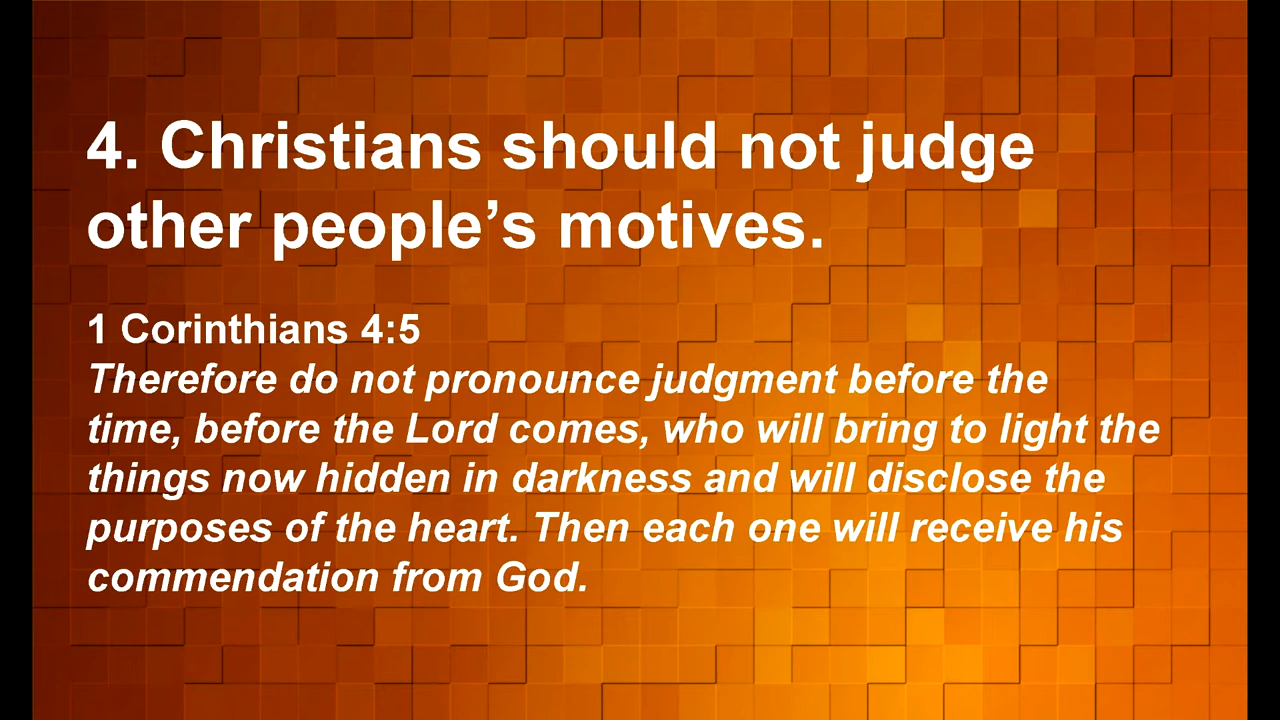 4. Christians should not judge
other people’s motives.
1 Corinthians 4:5
Therefore do not pronounce judgment before the
time, before the Lord comes, who will bring to light the
things now hidden in darkness and will disclose the
purposes of the heart. Then each one will receive his
commendation from God.